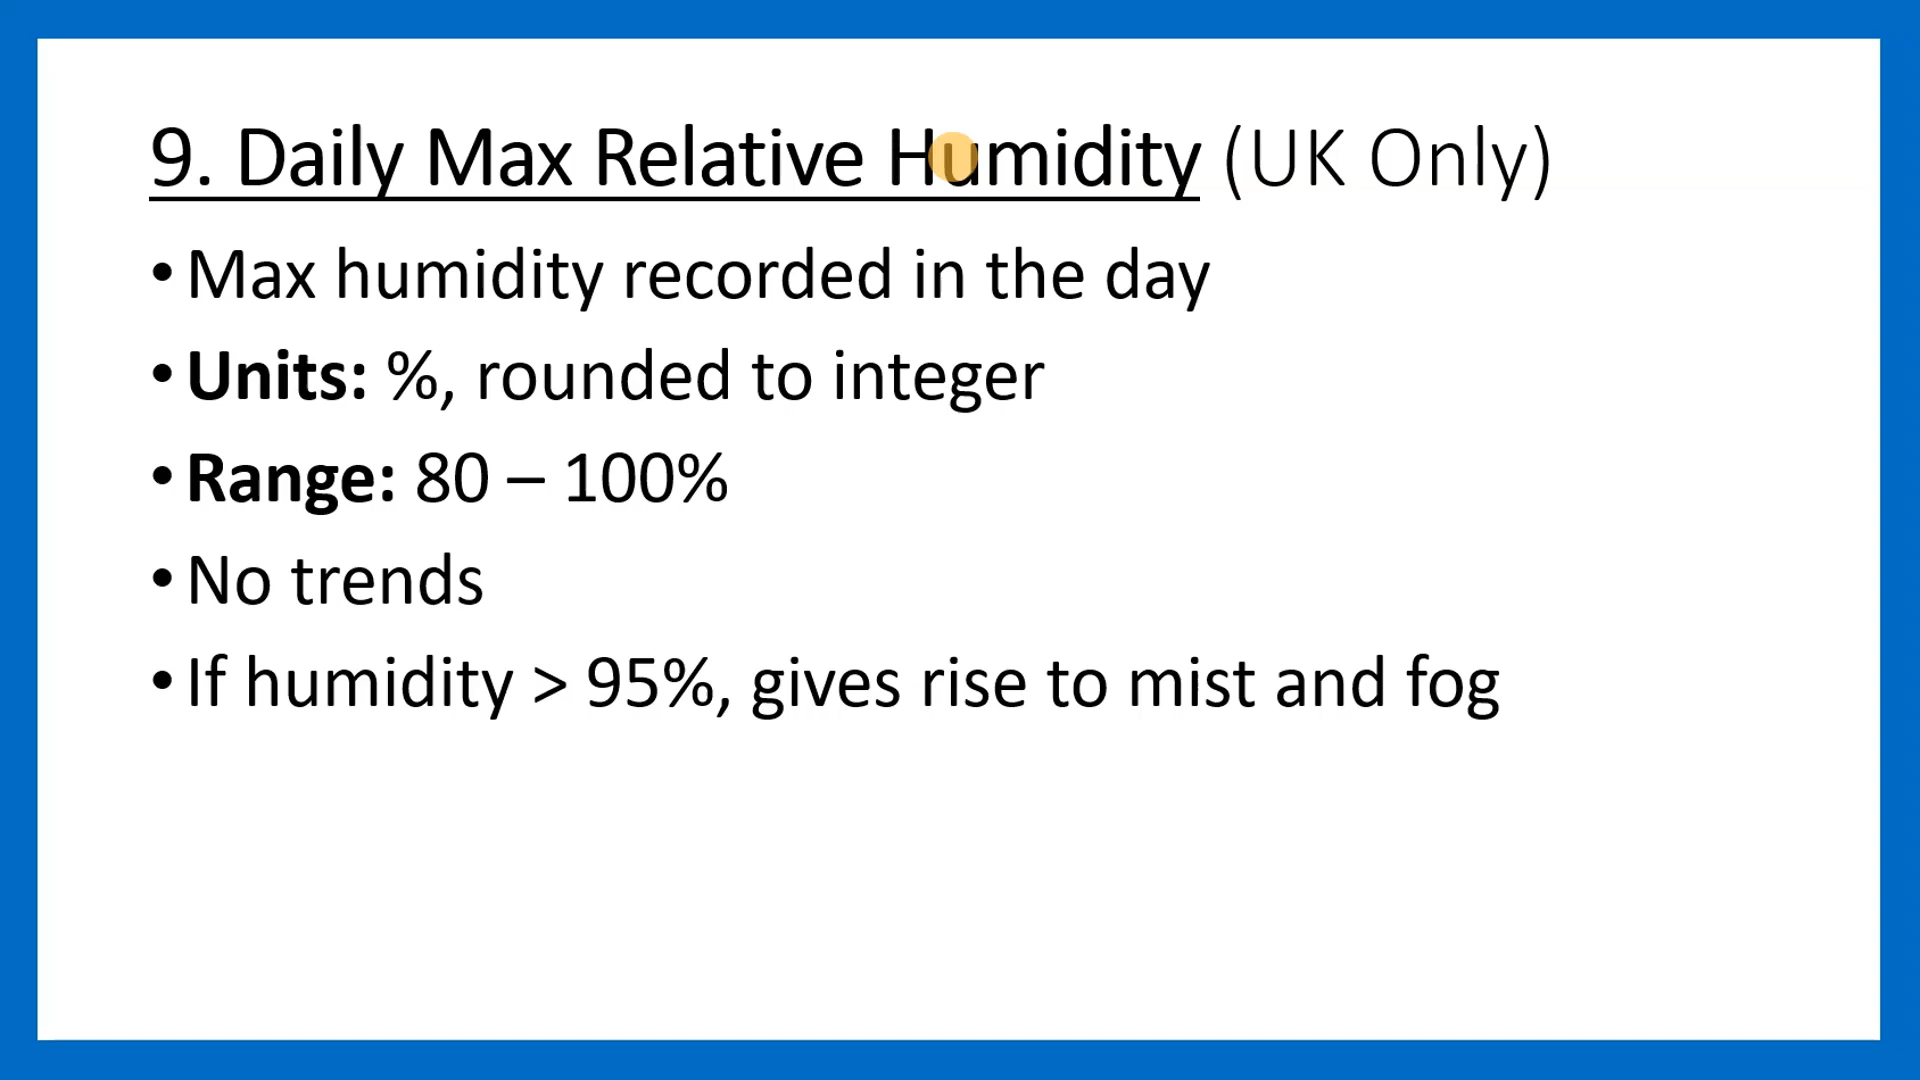 9. Daily Max Relative Humidity (UK Only)
• Max humidity recorded in the day
• Units: %, rounded to integer
• Range: 80 – 100%
• No trends
• If humidity > 95%, gives rise to mist and fog